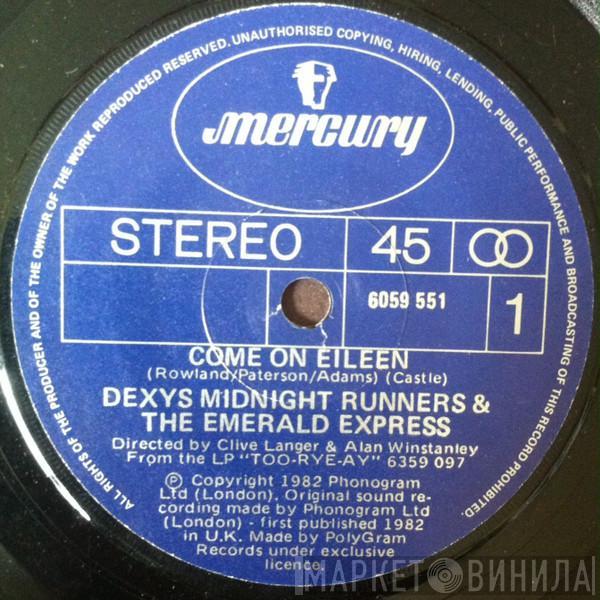 ALL RIGHTS OF THE PRODUCER AND OF THE OWNER OF THE WORK REPRODUCED RESERVED. UNAUTHORISED COPYING, HIRING, LENDING, PUBLIC PERFORMANCE AND BROADCASTING OF THIS RECORD PROHIBITED.
mercury
STEREO 45
6059 551 1
COME ON EILEEN
(Rowland/Paterson/Adams) (Castle)
DEXYS MIDNIGHT RUNNERS &
THE EMERALD EXPRESS
Directed by Clive Langer & Alan Winstanley
From the LP "TOO-RYE-AY" 6359 097
Ⓟ Copyright 1982 Phonogram
Ltd (London). Original sound re-
cording made by Phonogram Ltd
(London) - first published 1982
in U.K. Made by PolyGram
Records under exclusive
licence.
МАРКЕТ ВИНИЛА